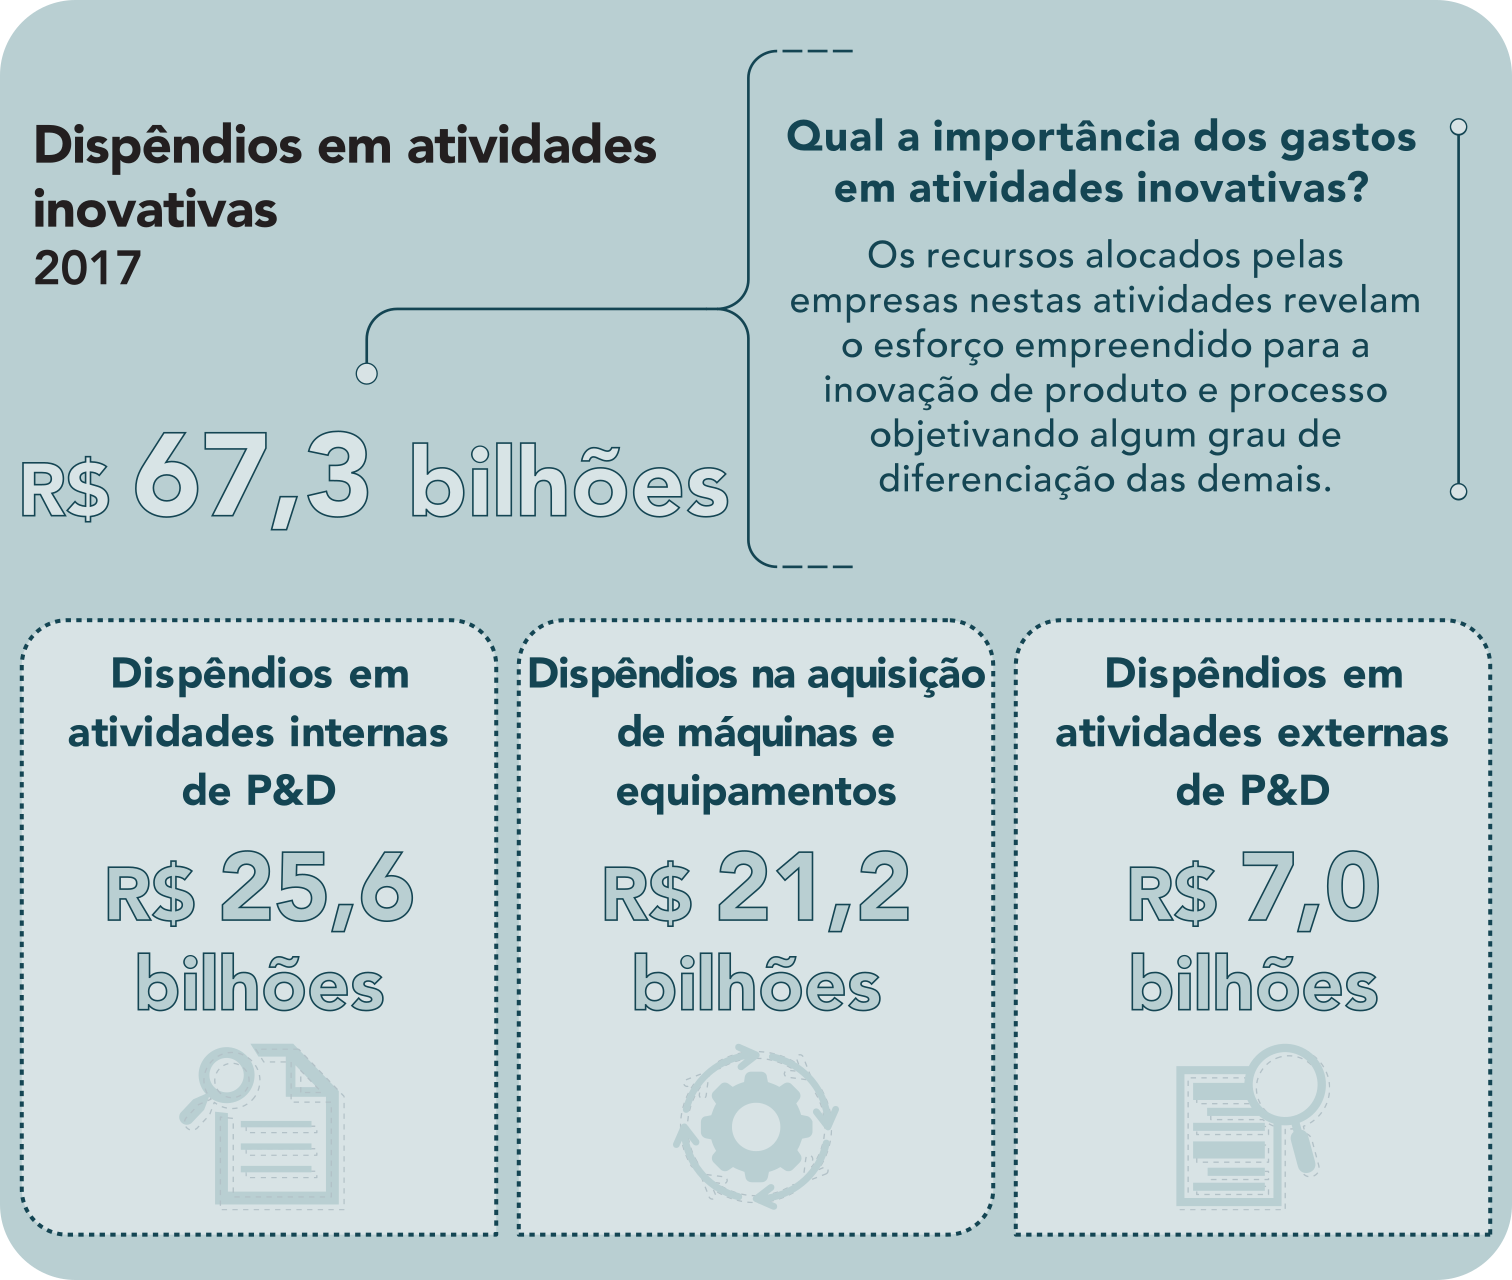 Dispêndios em atividades
inovativas
2017
R$ 67,3 bilhões
Qual a importância dos gastos
em atividades inovativas?
Os recursos alocados pelas
empresas nestas atividades revelam
o esforço empreendido para a
inovação de produto e processo
objetivando algum grau de
diferenciação das demais.
Dispêndios em
atividades internas
de P&D
R$ 25,6
bilhões
Dispêndios na aquisição
de máquinas e
equipamentos
R$ 21,2
bilhões
Dispêndios em
atividades externas
de P&D
R$ 7,0
bilhões